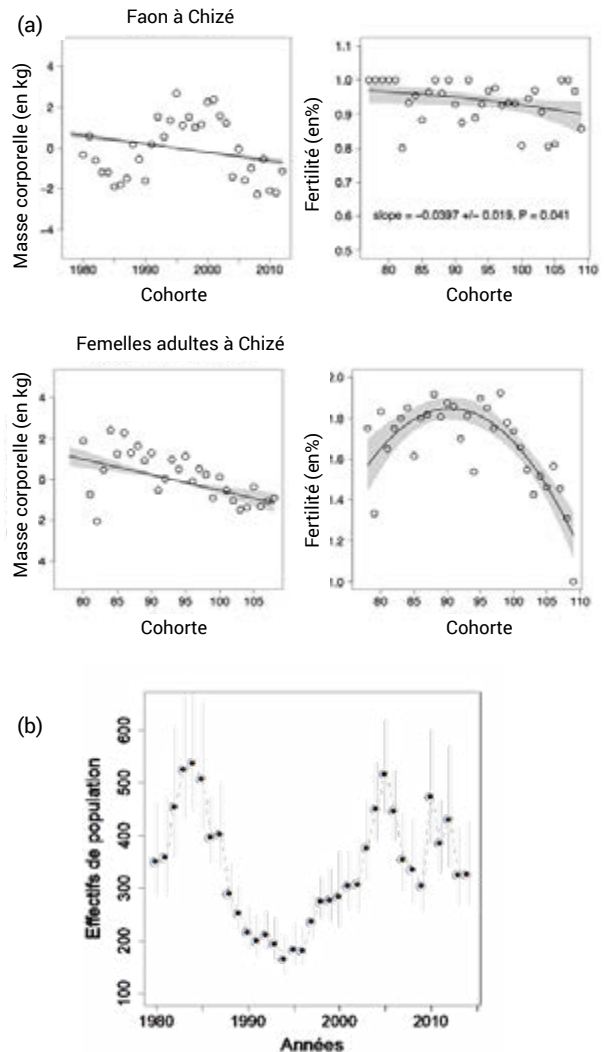 (a)
Faon à Chizé
Masse corporelle (en kg)
4
2
0
-2
-4
1980 1990 2000 2010
Cohorte
Fertilité (en%)
1.1
1.0
0.9
0.8
0.7
0.6
0.5
slope = -0.0397 +/- 0.019, P = 0.041
80 85 90 95 100 105 110
Cohorte
Femelles adultes à Chizé
Masse corporelle (en kg)
4
2
0
-2
-4
80 85 90 95 100 105
Cohorte
Fertilité (en%)
2.0
1.8
1.6
1.4
1.2
1.0
80 85 90 95 100 105 110
Cohorte
(b)
Effectifs de population
600
500
400
300
200
100
1980 1990 2000 2010
Années